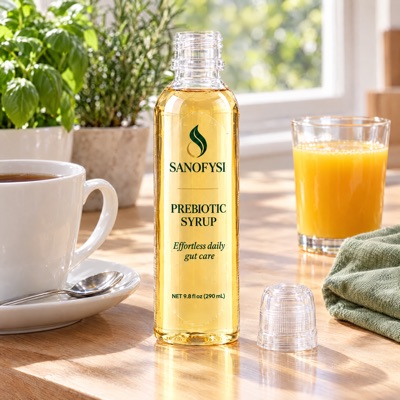 SANOFYSI
PREBIOTIC
SYRUP
Effortless daily
gut care
NET 9.8 fl oz (290 mL)